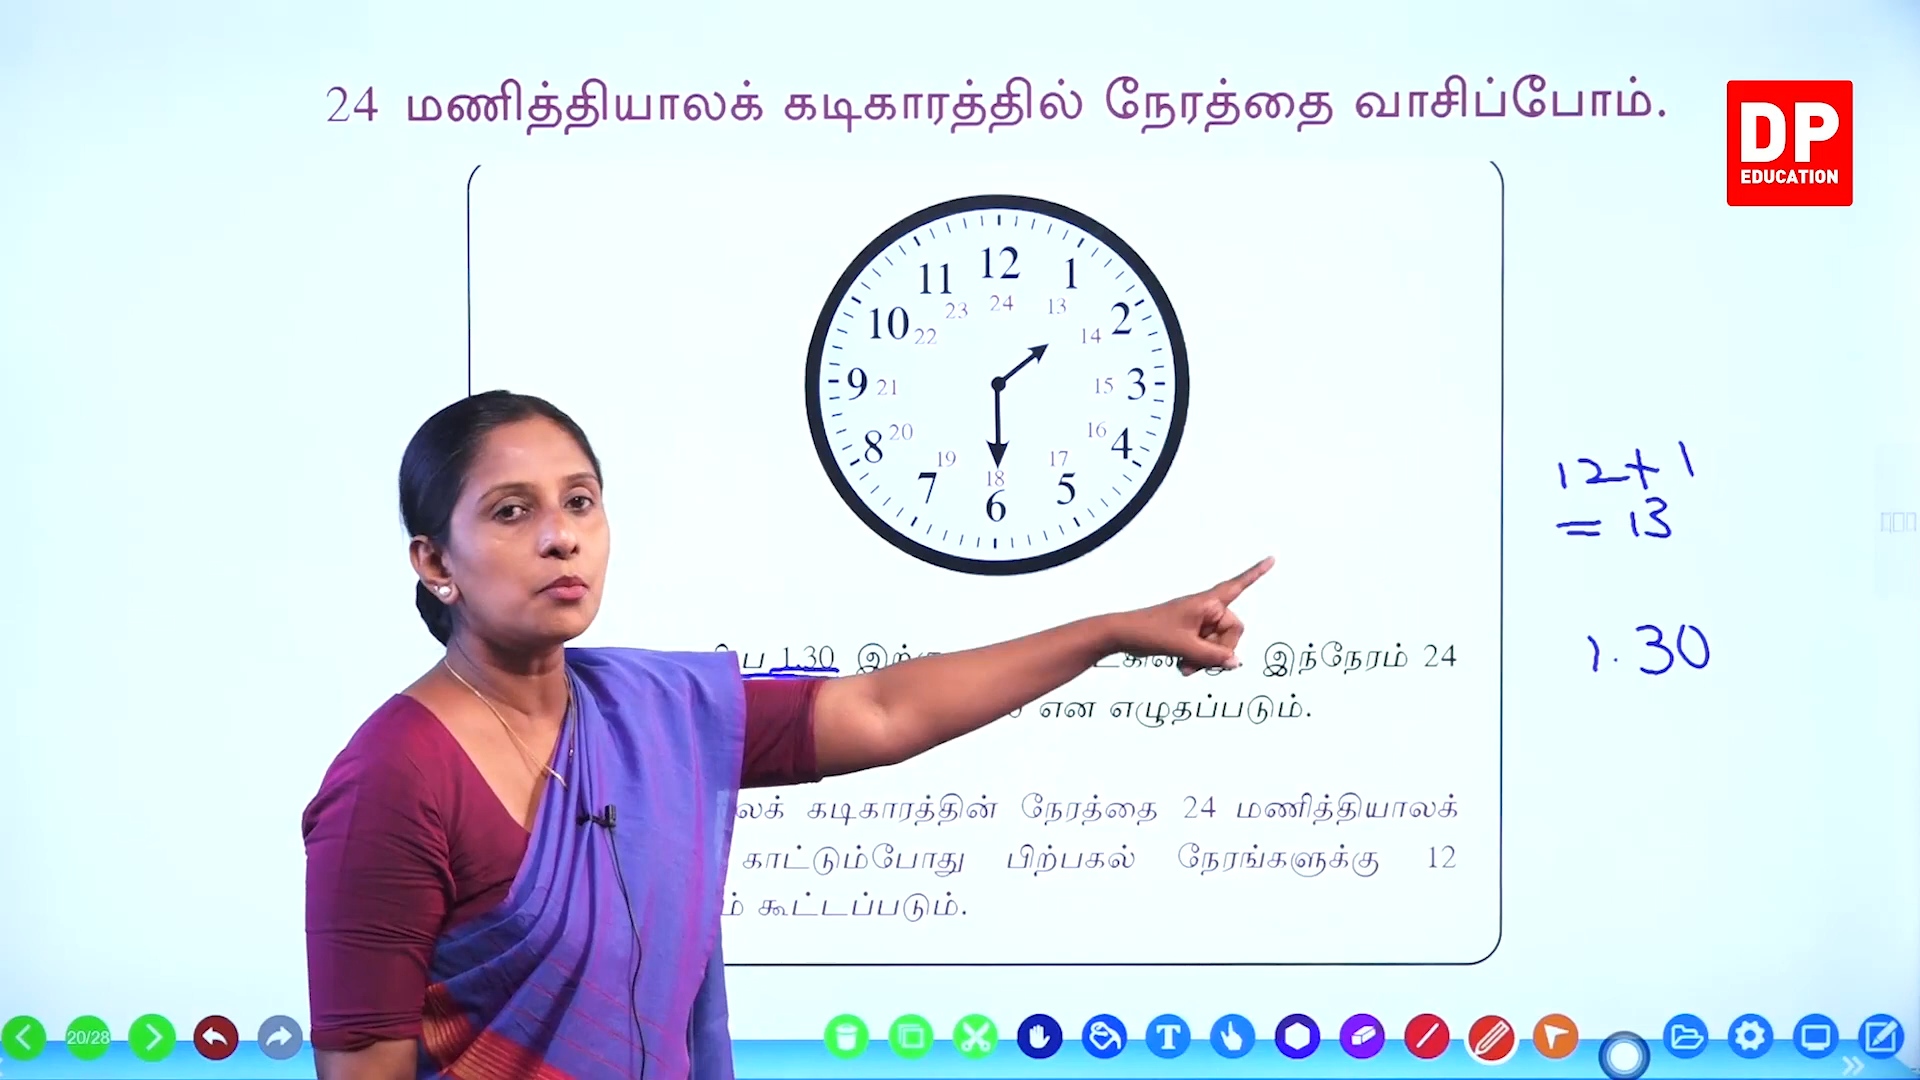 24 மணித்தியாலக் கடிகாரத்தில் நேரத்தை வாசிப்போம்.
DP
EDUCATION
12
11 1
23 24 13
10 2
22 14
9 21 15 3
20 16
8 4
19 17
7 18 5
6
12+1
= 13
1.30
1.30 இந்நேரம் 24
என எழுதப்படும்.
கடிகாரத்தின் நேரத்தை 24 மணித்தியாலக்
காட்டும்போது பிற்பகல் நேரங்களுக்கு 12
கூட்டப்படும்.
20/28
T